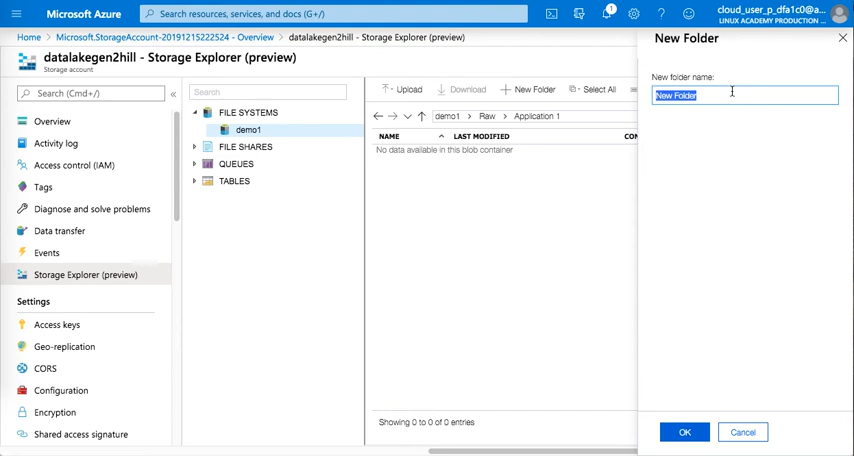 Microsoft Azure
Search resources, services, and docs (G+/)
1
cloud_user_p_dfa1c0@a...
LINUX ACADEMY PRODUCTION ...
Home > Microsoft.StorageAccount-20191215222524 - Overview > datalakegen2hill - Storage Explorer (preview)
datalakegen2hill - Storage Explorer (preview)
Storage account
Search (Cmd+/)
«
Overview
Activity log
Access control (IAM)
Tags
Diagnose and solve problems
Data transfer
Events
Storage Explorer (preview)
Settings
Access keys
Geo-replication
CORS
Configuration
Encryption
Shared access signature
Search
FILE SYSTEMS
demo1
FILE SHARES
QUEUES
TABLES
Upload
Download
New Folder
Select All
demo1 > Raw > Application 1
NAME LAST MODIFIED CON
No data available in this blob container
Showing 0 to 0 of 0 entries
New Folder
New folder name:
New Folder
OK
Cancel